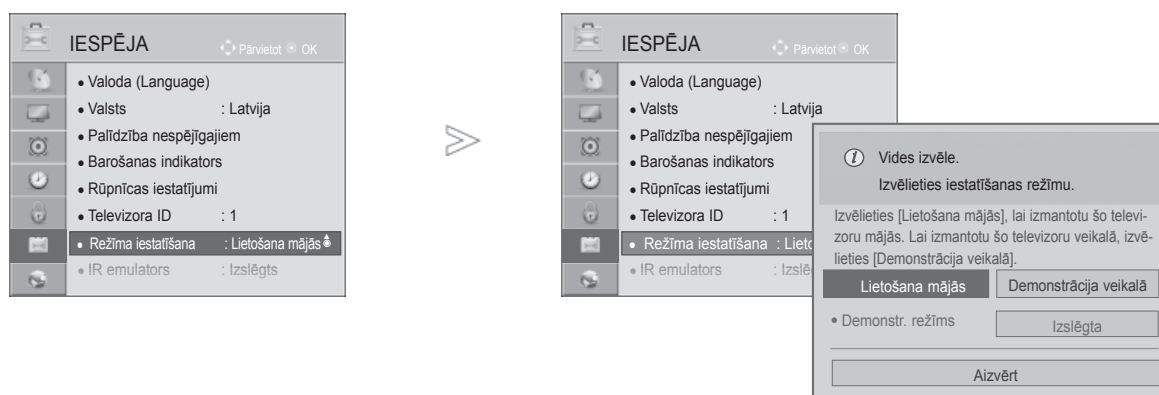 IESPĒJA Pārvietot OK
• Valoda (Language)
• Valsts : Latvija
• Palīdzība nespējīgajiem
• Barošanas indikators
• Rūpnīcas iestatījumi
• Televizora ID : 1
• Režīma iestatīšana : Lietošana mājās
• IR emulators : Izslēgts
IESPĒJA Pārvietot OK
• Valoda (Language)
• Valsts : Latvija
• Palīdzība nespējīgajiem
• Barošanas indikators
• Rūpnīcas iestatījumi
• Televizora ID : 1
• Režīma iestatīšana : Lieto
• IR emulators : Izslē
Vides izvēle.
Izvēlieties iestatīšanas režīmu.
Izvēlieties [Lietošana mājās], lai izmantotu šo televi-
zoru mājās. Lai izmantotu šo televizoru veikalā, izvē-
lieties [Demonstrācija veikalā].
Lietošana mājās Demonstrācija veikalā
• Demonstr. režīms Izslēgta
Aizvērt